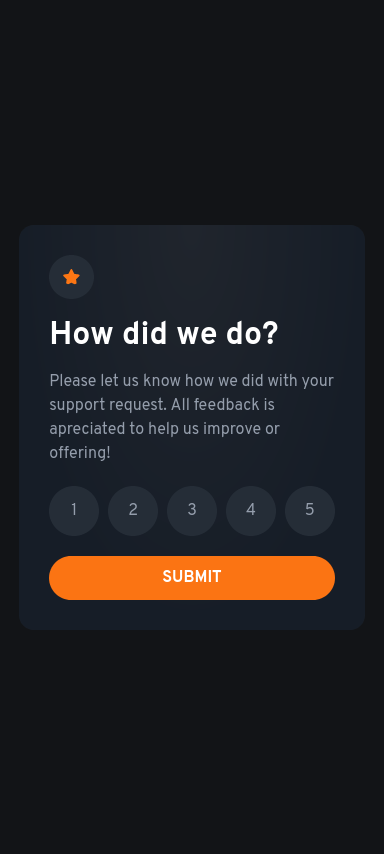 How did we do?
Please let us know how we did with your
support request. All feedback is
apreciated to help us improve or
offering!
1 2 3 4 5
SUBMIT